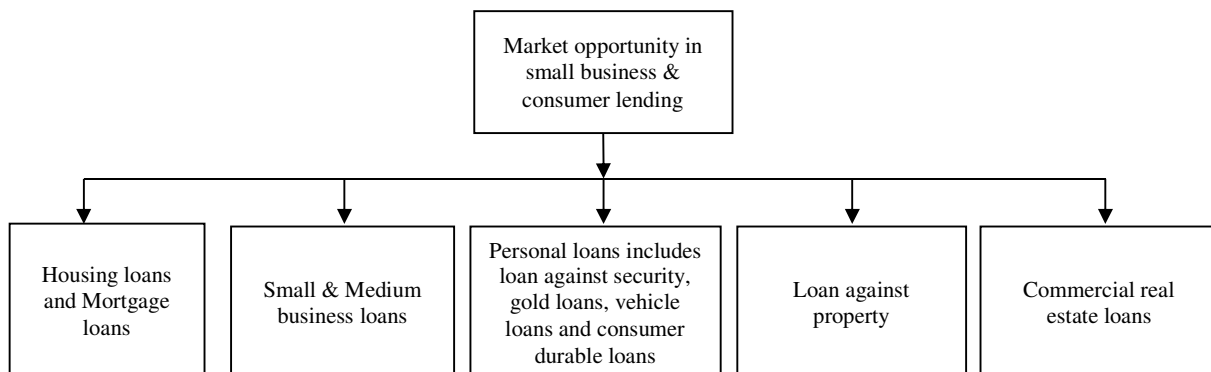 Market opportunity in
small business &
consumer lending
Housing loans
and Mortgage
loans
Small & Medium
business loans
Personal loans includes
loan against security,
gold loans, vehicle
loans and consumer
durable loans
Loan against
property
Commercial real
estate loans